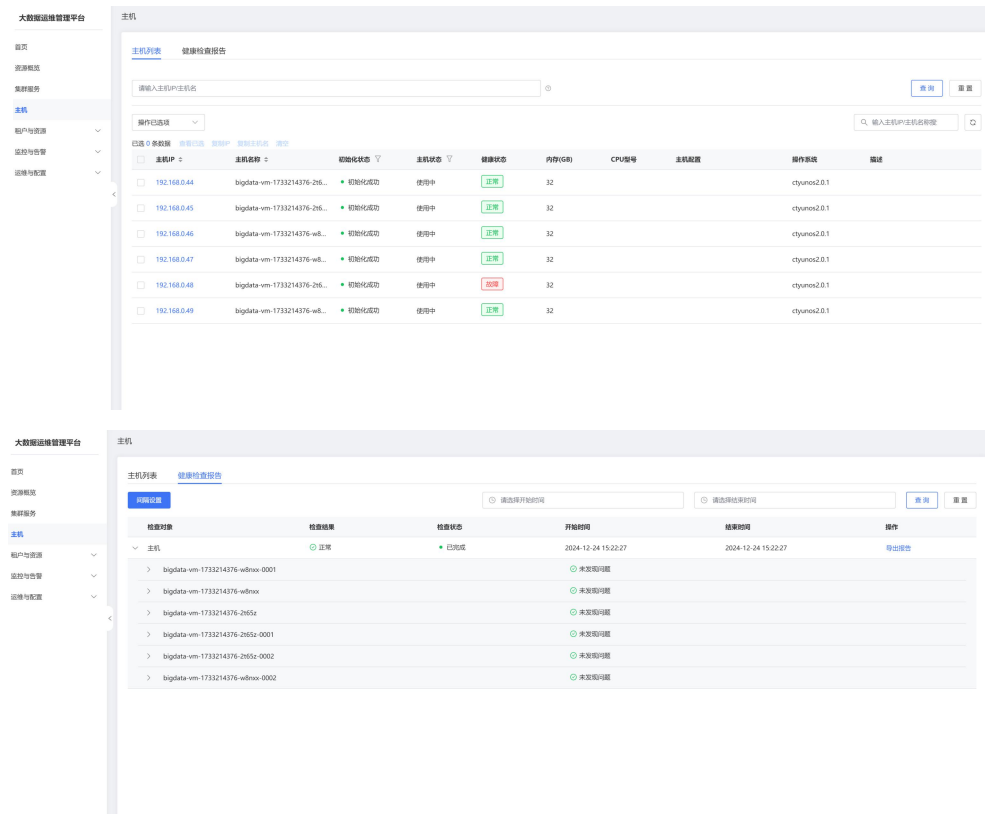 大数据运维管理平台
主机
首页
资源概览
集群服务
主机
租户与资源
监控与告警
运维与配置
主机列表 健康检查报告
请输入主机IP/主机名
查询 重置
操作已选项
输入主机IP/主机名称搜
已选 0 条数据 查看已选 复制IP 复制主机名 清空
主机IP 主机名称 初始化状态 主机状态 健康状态 内存(GB) CPU型号 主机配置 操作系统 描述
192.168.0.44 bigdata-vm-1733214376-2t6... 初始化成功 使用中 正常 32 ctyunos2.0.1
192.168.0.45 bigdata-vm-1733214376-2t6... 初始化成功 使用中 正常 32 ctyunos2.0.1
192.168.0.46 bigdata-vm-1733214376-w8... 初始化成功 使用中 正常 32 ctyunos2.0.1
192.168.0.47 bigdata-vm-1733214376-w8... 初始化成功 使用中 正常 32 ctyunos2.0.1
192.168.0.48 bigdata-vm-1733214376-2t6... 初始化成功 使用中 故障 32 ctyunos2.0.1
192.168.0.49 bigdata-vm-1733214376-w8... 初始化成功 使用中 正常 32 ctyunos2.0.1
大数据运维管理平台
主机
首页
资源概览
集群服务
主机
租户与资源
监控与告警
运维与配置
主机列表 健康检查报告
间隔设置 请选择开始时间 请选择结束时间 查询 重置
检查对象 检查结果 检查状态 开始时间 结束时间 操作
主机 正常 已完成 2024-12-24 15:22:27 2024-12-24 15:22:27 导出报告
bigdata-vm-1733214376-w8nxx-0001 未发现问题
bigdata-vm-1733214376-w8nxx 未发现问题
bigdata-vm-1733214376-2t65z 未发现问题
bigdata-vm-1733214376-2t65z-0001 未发现问题
bigdata-vm-1733214376-2t65z-0002 未发现问题
bigdata-vm-1733214376-w8nxx-0002 未发现问题